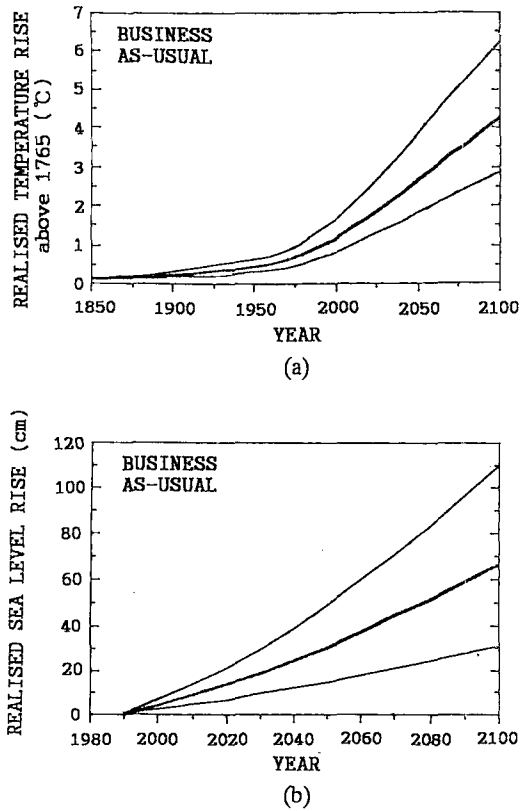 REALISED TEMPERATURE RISE
above 1765 (℃)
7
6
5
4
3
2
1
0
BUSINESS
AS-USUAL
1850
1900
1950
2000
2050
2100
YEAR
(a)
REALISED SEA LEVEL RISE (cm)
120
100
80
60
40
20
0
BUSINESS
AS-USUAL
1980
2000
2020
2040
2060
2080
2100
YEAR
(b)